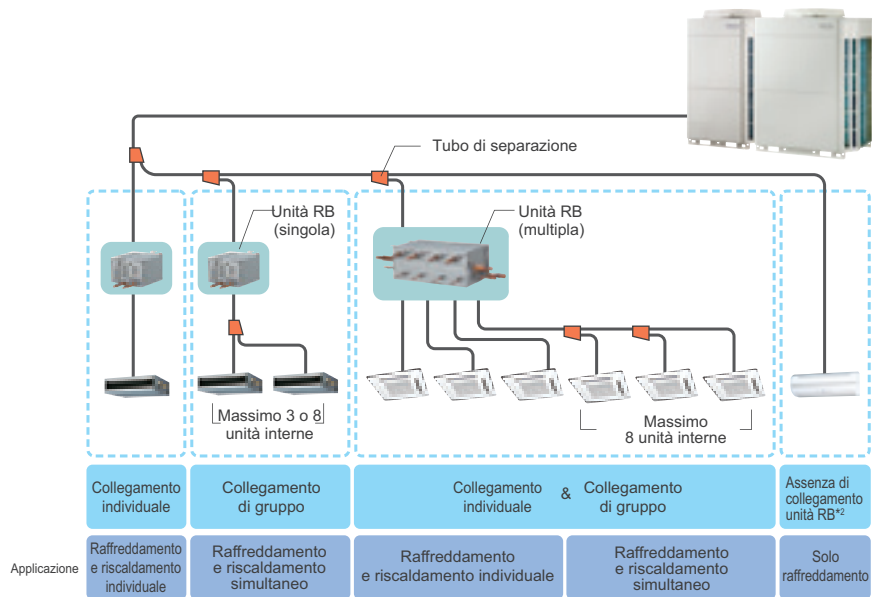 Tubo di separazione
Unità RB
(singola)
Unità RB
(multipla)
Massimo 3 o 8
unità interne
Massimo
8 unità interne
Collegamento
individuale
Collegamento
di gruppo
Collegamento
individuale
&
Collegamento
di gruppo
Assenza di
collegamento
unità RB*2
Applicazione
Raffreddamento
e riscaldamento
individuale
Raffreddamento
e riscaldamento
simultaneo
Raffreddamento
e riscaldamento individuale
Raffreddamento
e riscaldamento
simultaneo
Solo
raffreddamento